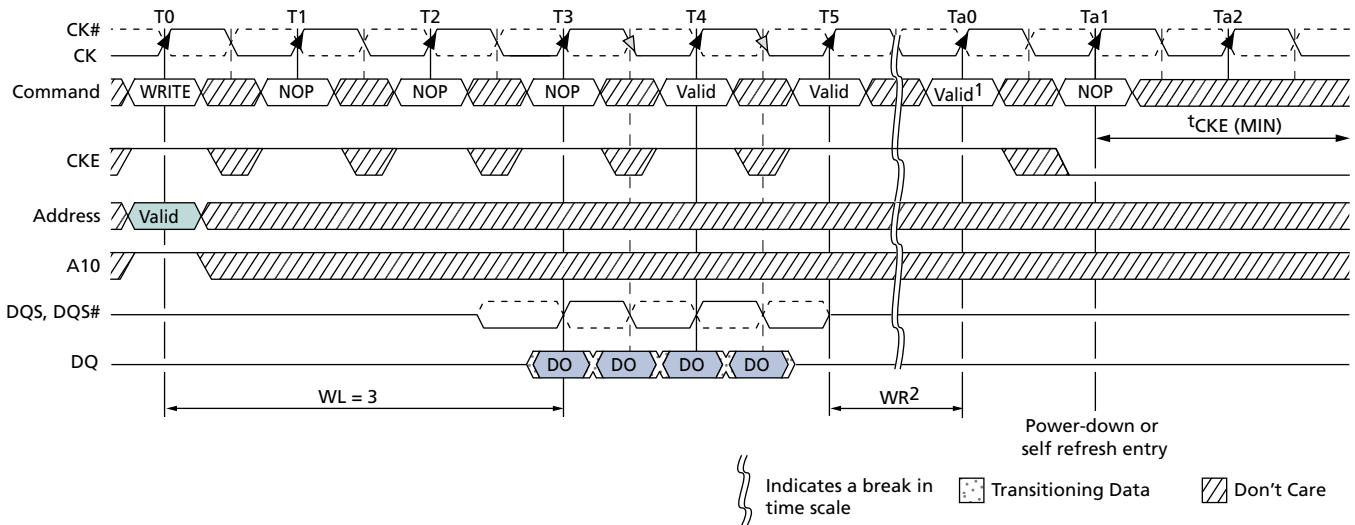 T0 T1 T2 T3 T4 T5 Ta0 Ta1 Ta2
CK#
CK
Command WRITE NOP NOP NOP Valid Valid Valid1 NOP
tCKE (MIN)
CKE
Address Valid
A10
DQS, DQS#
DQ DO DO DO DO
WL = 3 WR2
Power-down or
self refresh entry
Indicates a break in
time scale
Transitioning Data
Don't Care